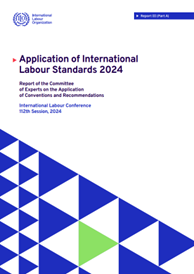 International
Labour
Organization
Report III (Part A)
Application of International
Labour Standards 2024
Report of the Committee
of Experts on the Application
of Conventions and Recommendations
International Labour Conference
112th Session, 2024